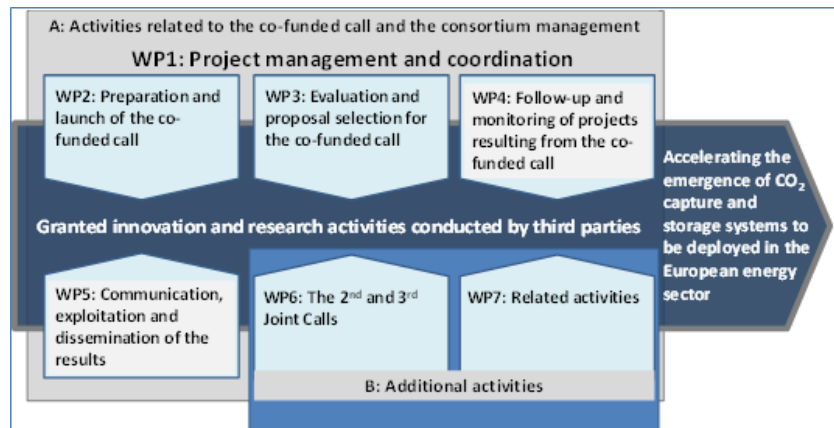 A: Activities related to the co-funded call and the consortium management
WP1: Project management and coordination
WP2: Preparation and
launch of the co-
funded call
WP3: Evaluation and
proposal selection for
the co-funded call
WP4: Follow-up and
monitoring of projects
resulting from the co-
funded call
Granted innovation and research activities conducted by third parties
Accelerating the
emergence of CO₂
capture and
storage systems to
be deployed in the
European energy
sector
WP5: Communication,
exploitation and
dissemination of the
results
WP6: The 2nd and 3rd
Joint Calls
WP7: Related activities
B: Additional activities